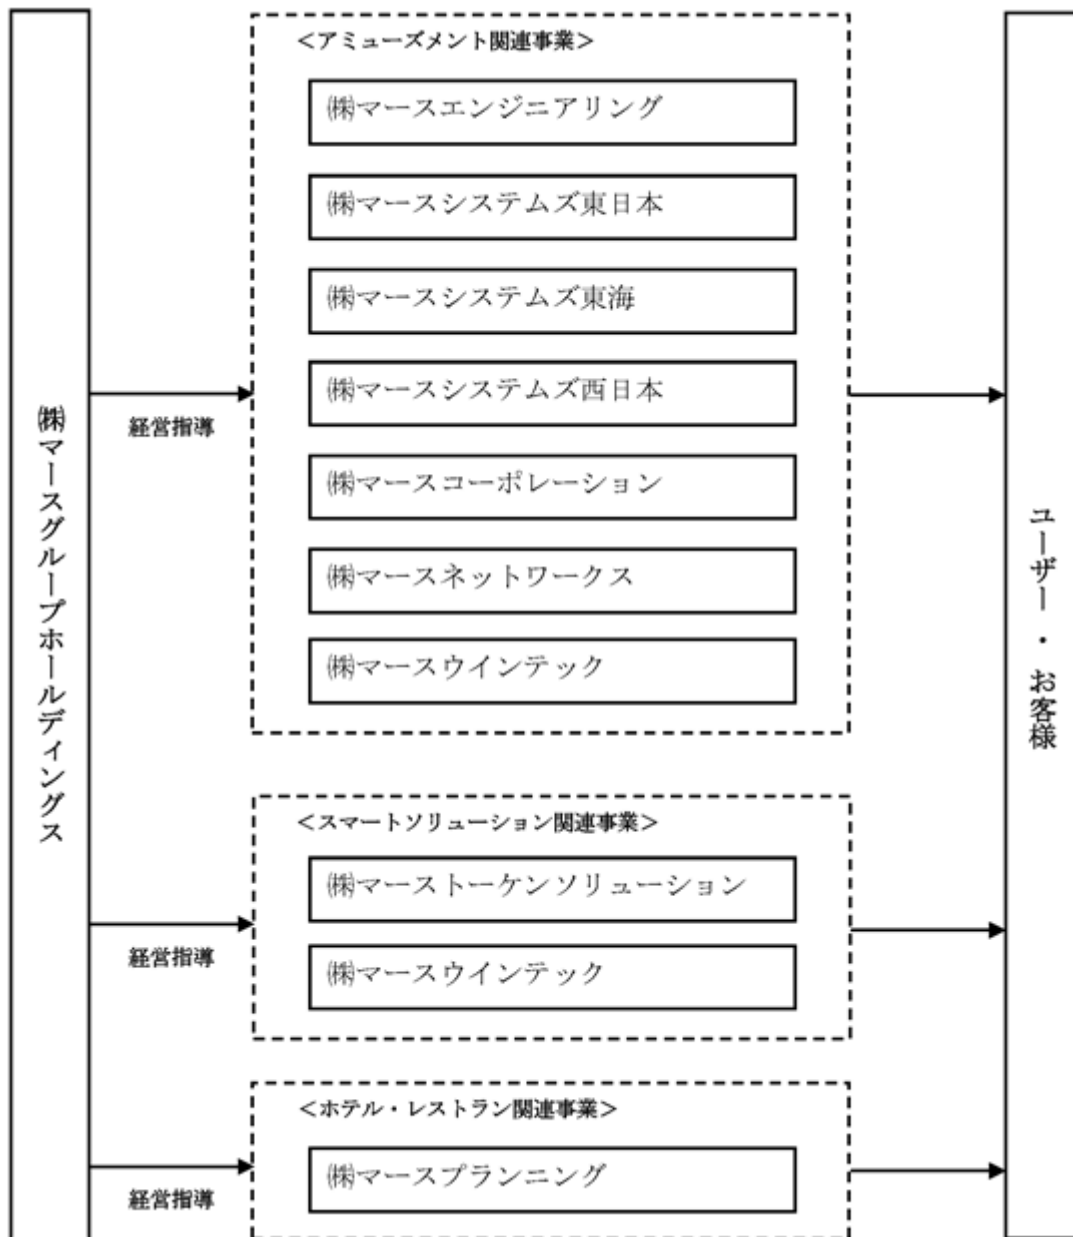 ㈱マースグループホールディングス
<アミューズメント関連事業>
㈱マースエンジニアリング
㈱マースシステムズ東日本
㈱マースシステムズ東海
㈱マースシステムズ西日本
㈱マースコーポレーション
㈱マースネットワークス
㈱マースウインテック
経営指導
<スマートソリューション関連事業>
㈱マーストーケンソリューション
㈱マースウインテック
経営指導
<ホテル・レストラン関連事業>
㈱マースプランニング
経営指導
ユーザー・お客様